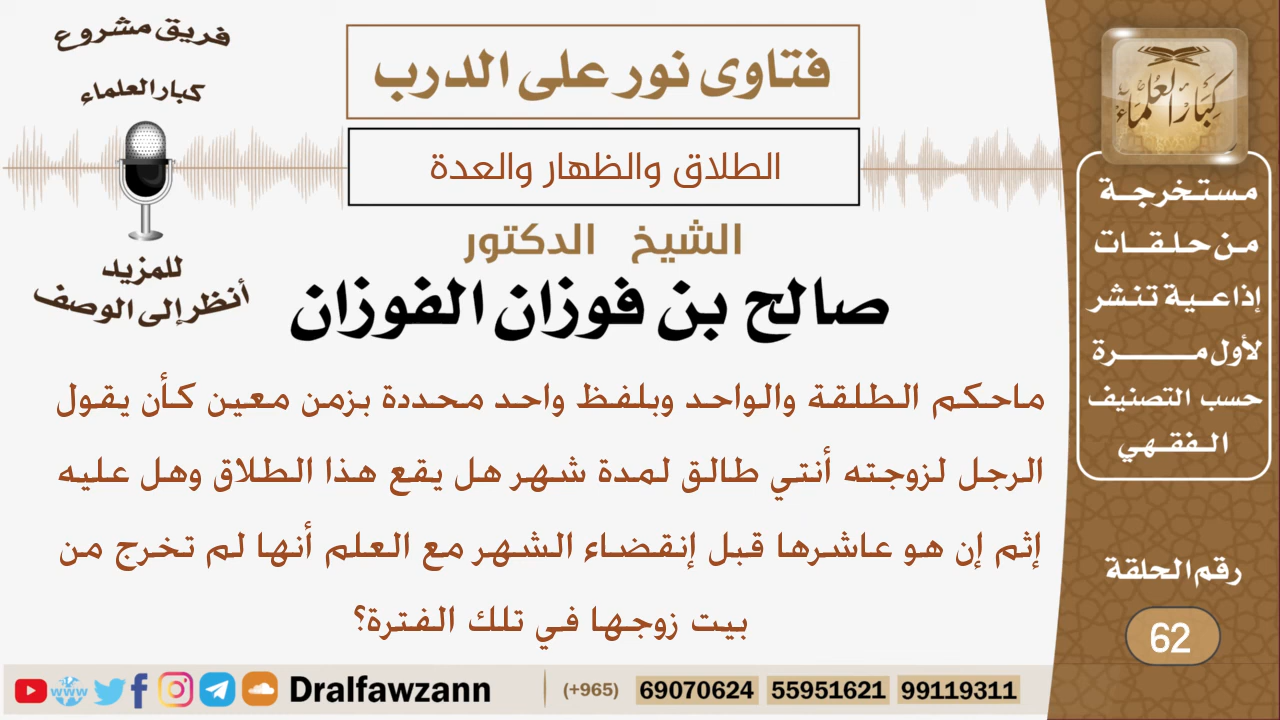 فريق مشروع
كبار العلماء
فتاوى نور على الدرب
الطلاق والظهار والعدة
الشيخ الدكتور
صالح بن فوزان الفوزان
للمزيد
أنظر إلى الوصف
ماحكم الطلقة والواحد وبلفظ واحد محددة بزمن معين كأن يقول
الرجل لزوجته أنتي طالق لمدة شهر هل يقع هذا الطلاق وهل عليه
إثم إن هو عاشرها قبل إنقضاء الشهر مع العلم أنها لم تخرج من
بيت زوجها في تلك الفترة؟
كبار العلماء
مستخرجة
من حلقات
إذاعية تنشر
لأول مرة
حسب التصنيف
الفقهي
رقم الحلقة
62
www
Dralfawzann
(+965) 69070624 55951621 99119311